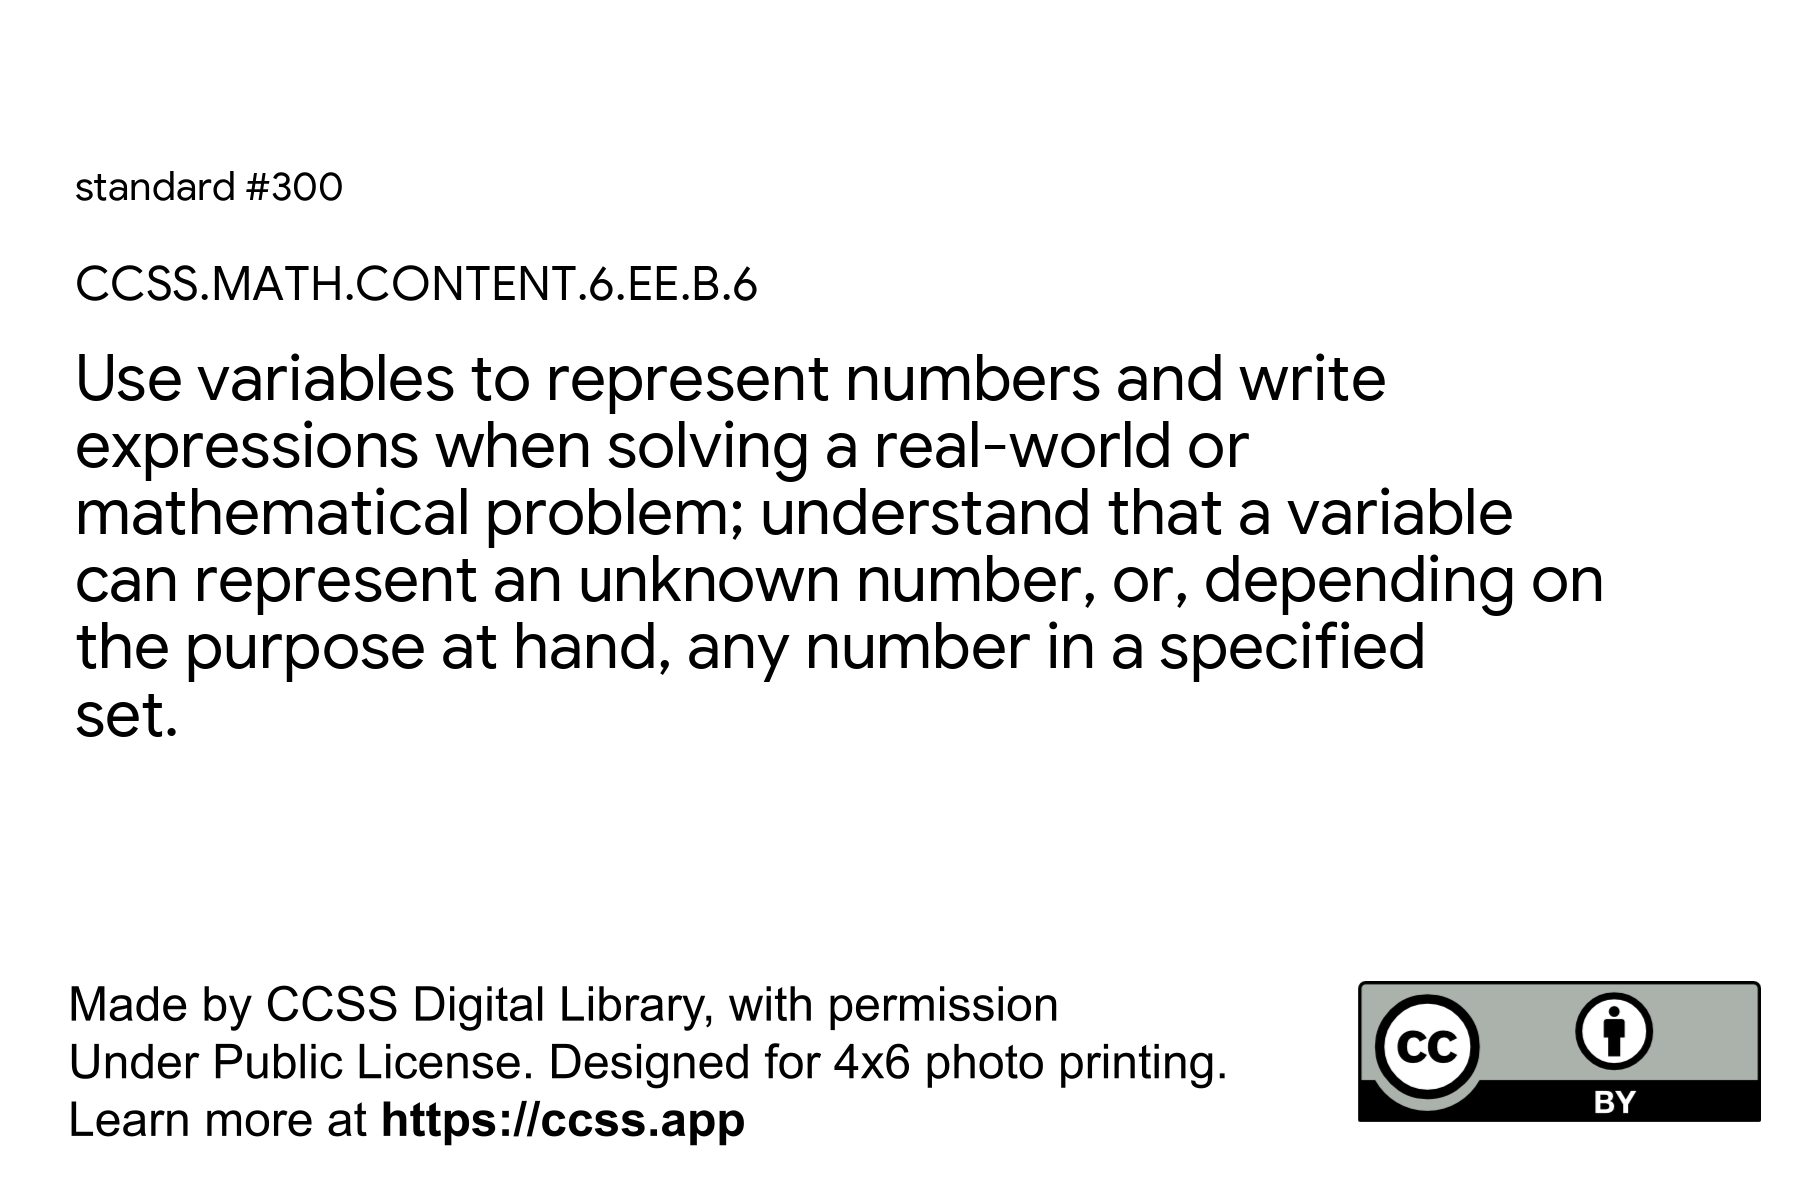 standard #300
CCSS.MATH.CONTENT.6.EE.B.6
Use variables to represent numbers and write
expressions when solving a real-world or
mathematical problem; understand that a variable
can represent an unknown number, or, depending on
the purpose at hand, any number in a specified
set.
Made by CCSS Digital Library, with permission
Under Public License. Designed for 4x6 photo printing.
Learn more at https://ccss.app
CC
BY